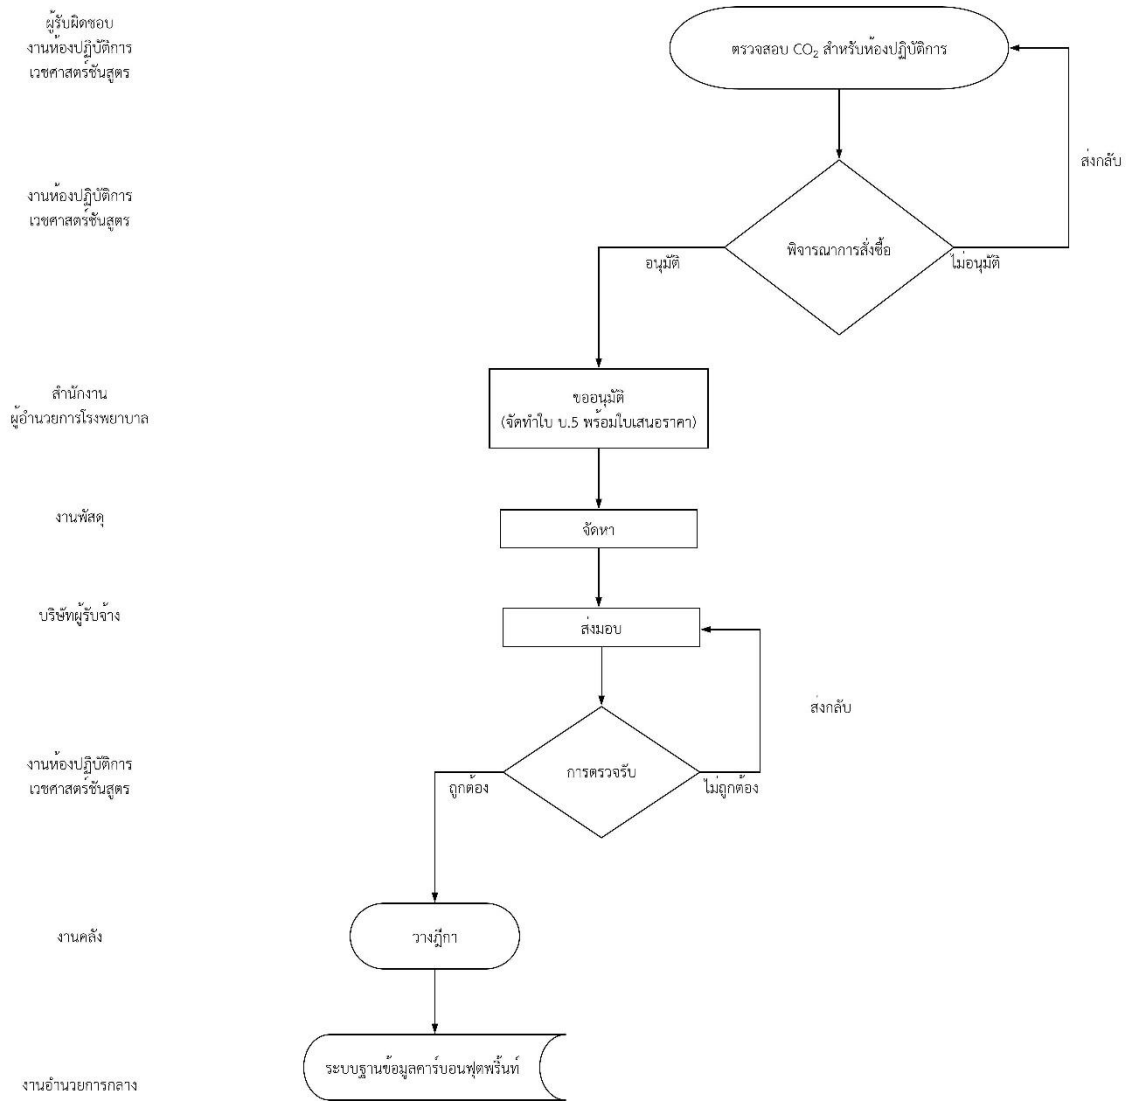 ผู้รับผิดชอบ
งานห้องปฏิบัติการ
เวชศาสตร์ชันสูตร
ตรวจสอบ CO₂ สำหรับห้องปฏิบัติการ
ส่งกลับ
งานห้องปฏิบัติการ
เวชศาสตร์ชันสูตร
พิจารณาการสั่งซื้อ
อนุมัติ
ไม่อนุมัติ
สำนักงาน
ผู้อำนวยการโรงพยาบาล
ขออนุมัติ
(จัดทำใบ บ.5 พร้อมใบเสนอราคา)
งานพัสดุ
จัดหา
บริษัทผู้รับจ้าง
ส่งมอบ
ส่งกลับ
งานห้องปฏิบัติการ
เวชศาสตร์ชันสูตร
การตรวจรับ
ถูกต้อง
ไม่ถูกต้อง
งานคลัง
วางฎีกา
ระบบฐานข้อมูลคาร์บอนฟุตพริ้นท์
งานอำนวยการกลาง